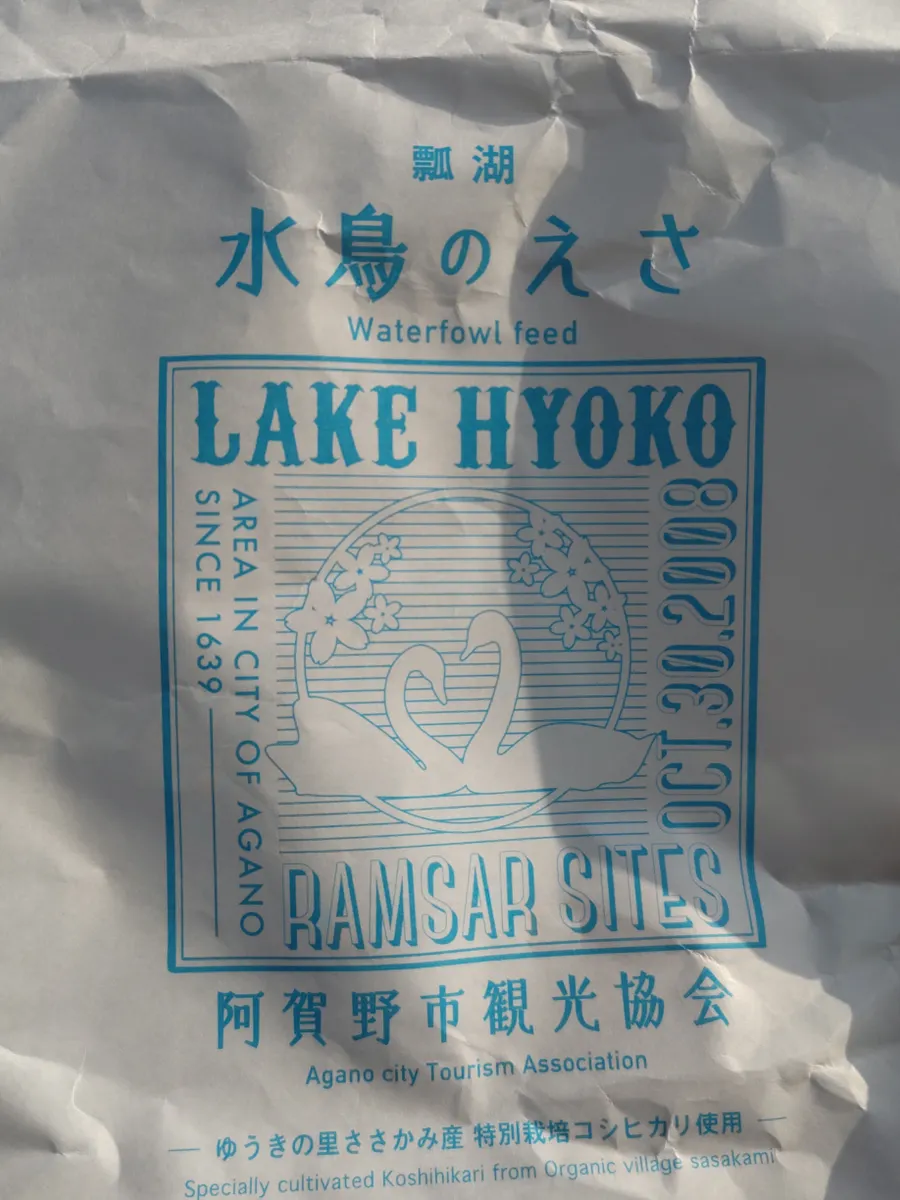 瓢湖
水鳥のえさ
Waterfowl feed
LAKE HYOKO
AREA IN CITY OF AGANO
SINCE 1639
OCT.30.2008
RAMSAR SITES
阿賀野市観光協会
Agano city Tourism Association
― ゆうきの里ささかみ産 特別栽培コシヒカリ使用 ―
Specially cultivated Koshihikari from Organic village sasakami